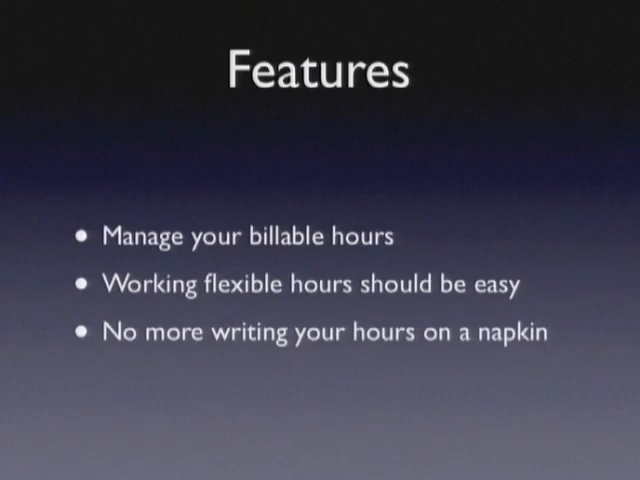 Features
• Manage your billable hours
• Working flexible hours should be easy
• No more writing your hours on a napkin